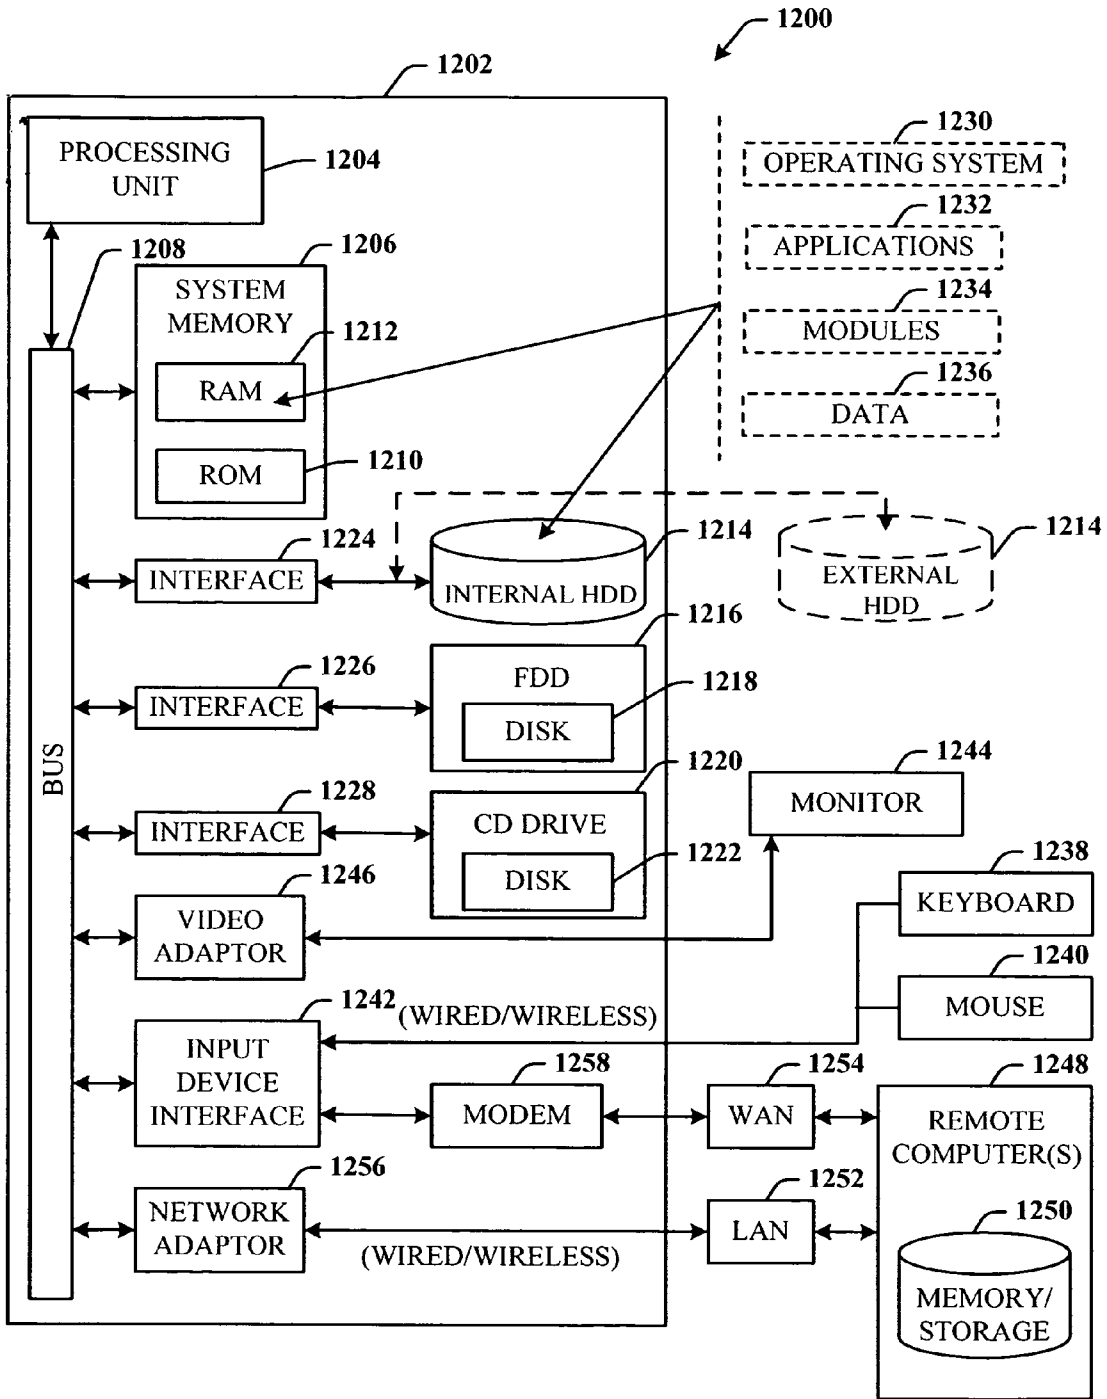 1200
1202
PROCESSING
UNIT
1204
1230
OPERATING SYSTEM
1208
1206
1232
APPLICATIONS
SYSTEM
MEMORY
1212
RAM
1234
MODULES
1236
DATA
ROM
1210
1224
INTERFACE
1214
INTERNAL HDD
1214
EXTERNAL
HDD
1216
FDD
1226
INTERFACE
1218
DISK
BUS
1220
1244
MONITOR
1228
INTERFACE
CD DRIVE
1222
DISK
1238
KEYBOARD
1246
VIDEO
ADAPTOR
1240
MOUSE
1242
(WIRED/WIRELESS)
INPUT
DEVICE
INTERFACE
1258
MODEM
1254
WAN
1248
REMOTE
COMPUTER(S)
1256
NETWORK
ADAPTOR
(WIRED/WIRELESS)
1252
LAN
1250
MEMORY/
STORAGE